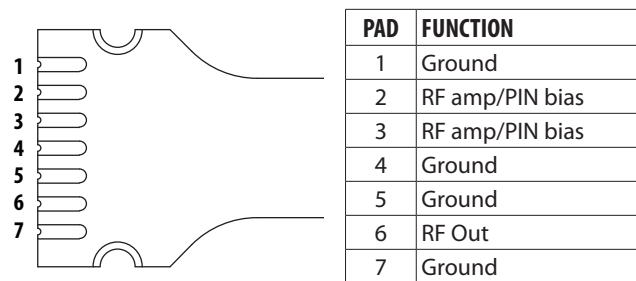 1
2
3
4
5
6
7
PAD FUNCTION
1 Ground
2 RF amp/PIN bias
3 RF amp/PIN bias
4 Ground
5 Ground
6 RF Out
7 Ground